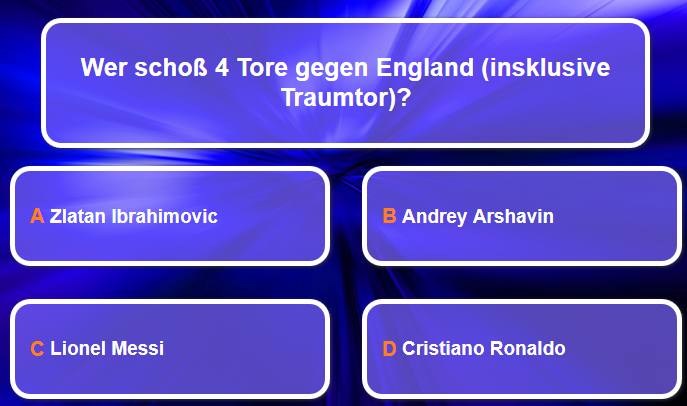 Wer schoß 4 Tore gegen England (insklusive
Traumtor)?
A Zlatan Ibrahimovic
B Andrey Arshavin
C Lionel Messi
D Cristiano Ronaldo